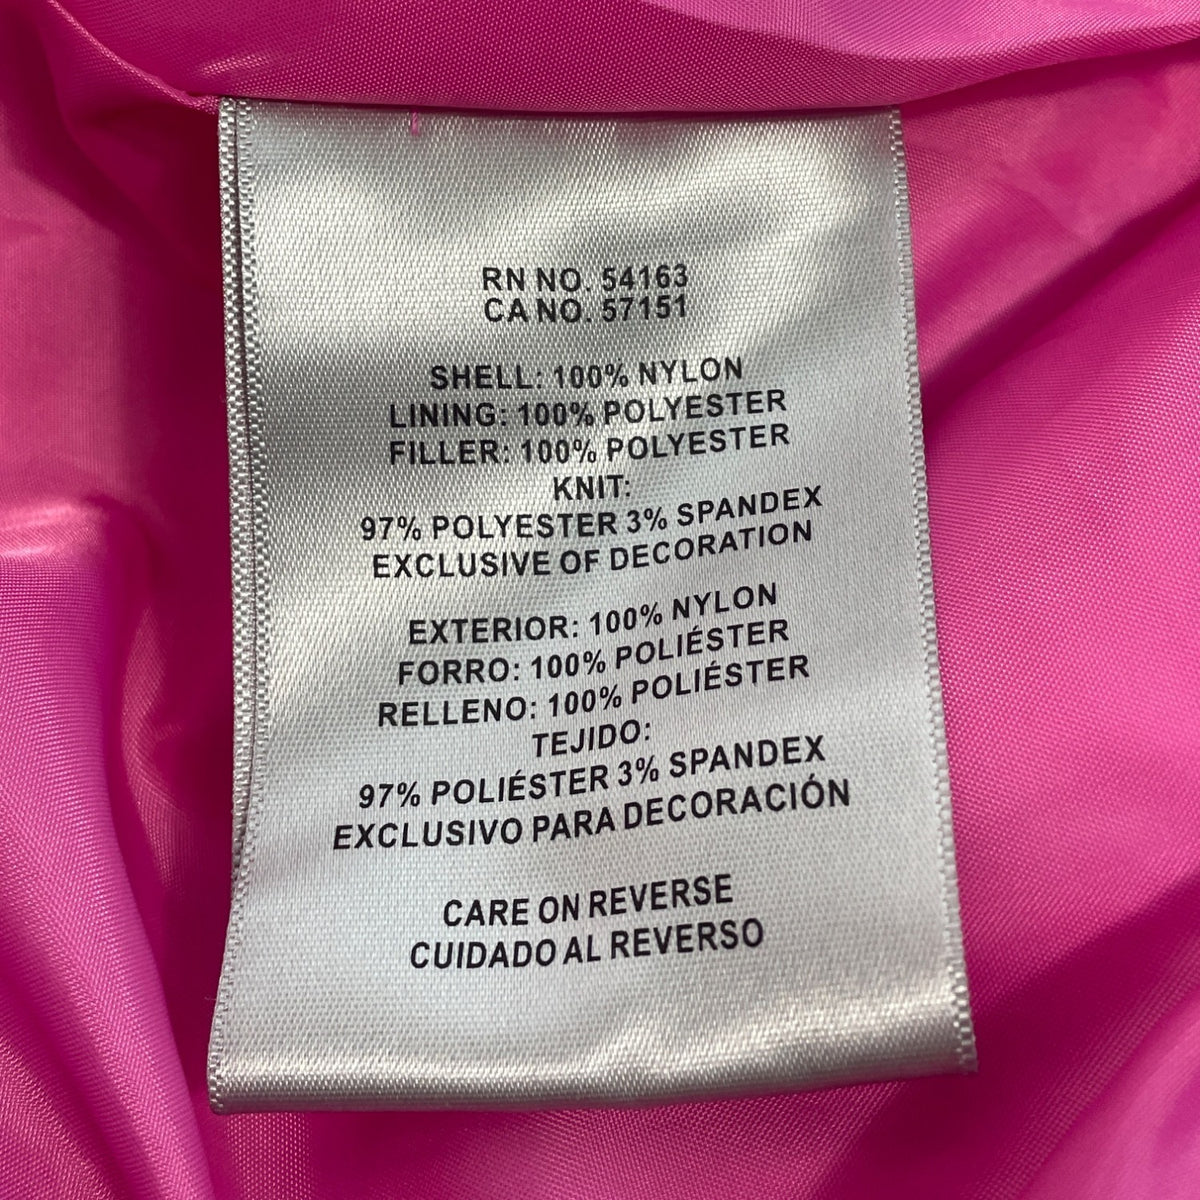 RN NO. 54163
CA NO. 57151
SHELL: 100% NYLON
LINING: 100% POLYESTER
FILLER: 100% POLYESTER
KNIT:
97% POLYESTER 3% SPANDEX
EXCLUSIVE OF DECORATION
EXTERIOR: 100% NYLON
FORRO: 100% POLIÉSTER
RELLENO: 100% POLIÉSTER
TEJIDO:
97% POLIÉSTER 3% SPANDEX
EXCLUSIVO PARA DECORACIÓN
CARE ON REVERSE
CUIDADO AL REVERSO